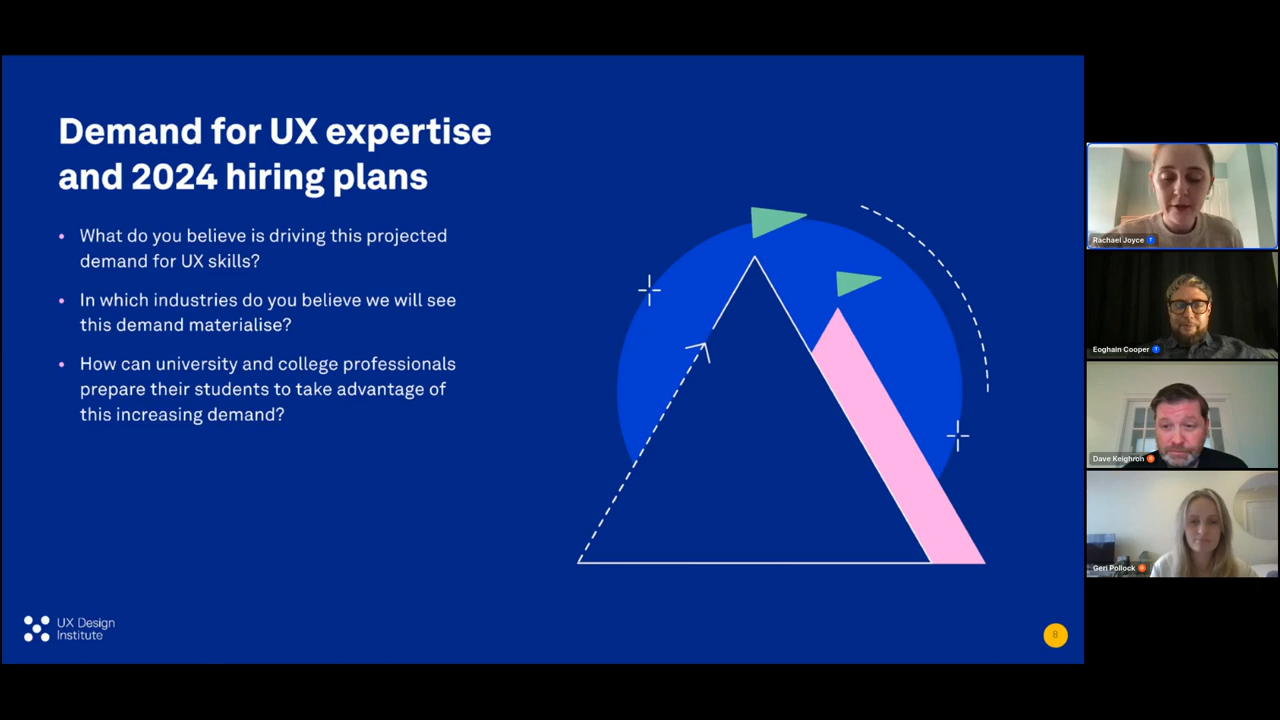 Demand for UX expertise
and 2024 hiring plans
• What do you believe is driving this projected
demand for UX skills?
• In which industries do you believe we will see
this demand materialise?
• How can university and college professionals
prepare their students to take advantage of
this increasing demand?
UX Design
Institute
8
Rachael Joyce
Eoghain Cooper
Dave Keighron
Geri Pollock